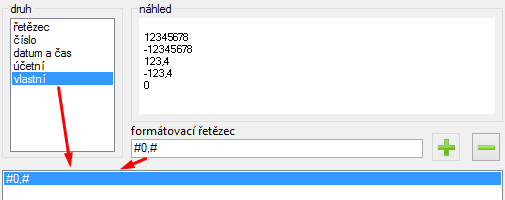 druh
řetězec
číslo
datum a čas
účetní
vlastní
náhled
12345678
-12345678
123,4
-123,4
0
formátovací řetězec
#0,#
#0,#